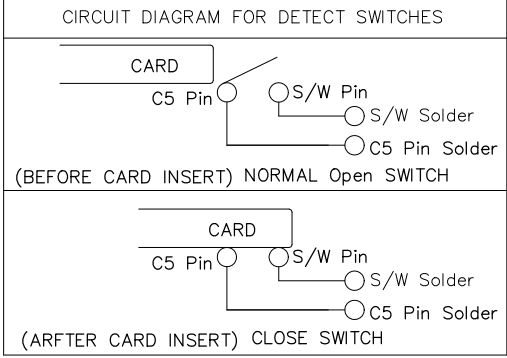 CIRCUIT DIAGRAM FOR DETECT SWITCHES
CARD
C5 Pin
S/W Pin
S/W Solder
C5 Pin Solder
(BEFORE CARD INSERT) NORMAL Open SWITCH
CARD
C5 Pin
S/W Pin
S/W Solder
C5 Pin Solder
(ARFTER CARD INSERT) CLOSE SWITCH